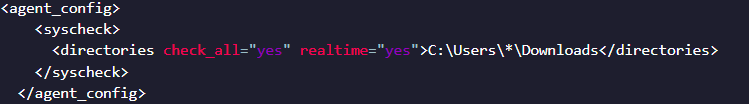 <agent_config>
<syscheck>
<directories check_all="yes" realtime="yes">C:\Users\*\Downloads</directories>
</syscheck>
</agent_config>